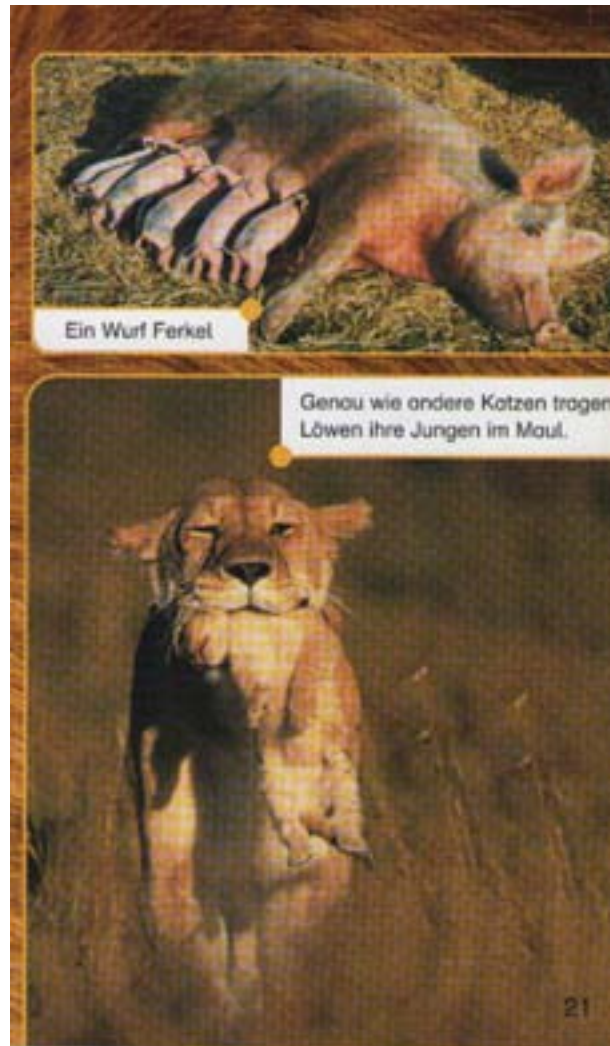 Ein Wurf Ferkel
Genau wie andere Katzen tragen
Löwen ihre Jungen im Maul.
21